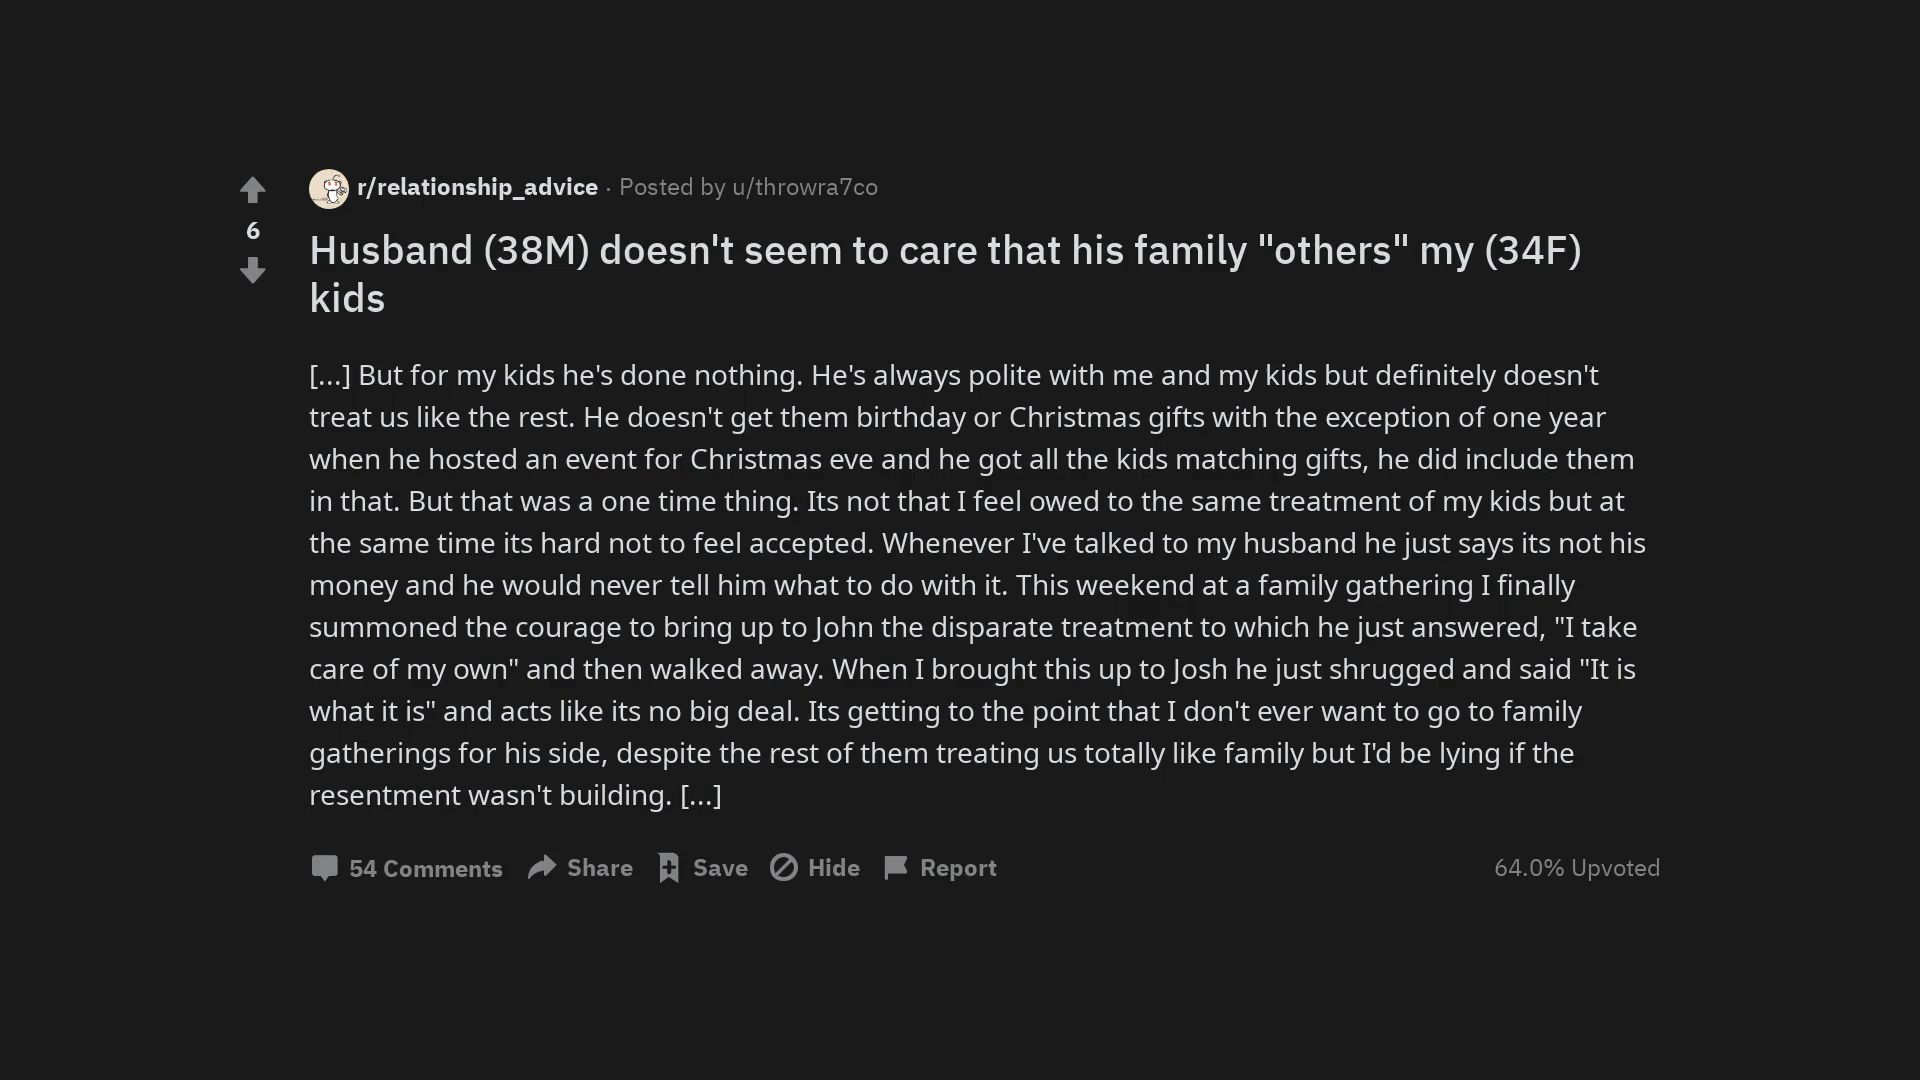 r/relationship_advice · Posted by u/throwra7co
6
Husband (38M) doesn't seem to care that his family "others" my (34F)
kids
[...] But for my kids he's done nothing. He's always polite with me and my kids but definitely doesn't
treat us like the rest. He doesn't get them birthday or Christmas gifts with the exception of one year
when he hosted an event for Christmas eve and he got all the kids matching gifts, he did include them
in that. But that was a one time thing. Its not that I feel owed to the same treatment of my kids but at
the same time its hard not to feel accepted. Whenever I've talked to my husband he just says its not his
money and he would never tell him what to do with it. This weekend at a family gathering I finally
summoned the courage to bring up to John the disparate treatment to which he just answered, "I take
care of my own" and then walked away. When I brought this up to Josh he just shrugged and said "It is
what it is" and acts like its no big deal. Its getting to the point that I don't ever want to go to family
gatherings for his side, despite the rest of them treating us totally like family but I'd be lying if the
resentment wasn't building. [...]
54 Comments Share Save Hide Report 64.0% Upvoted